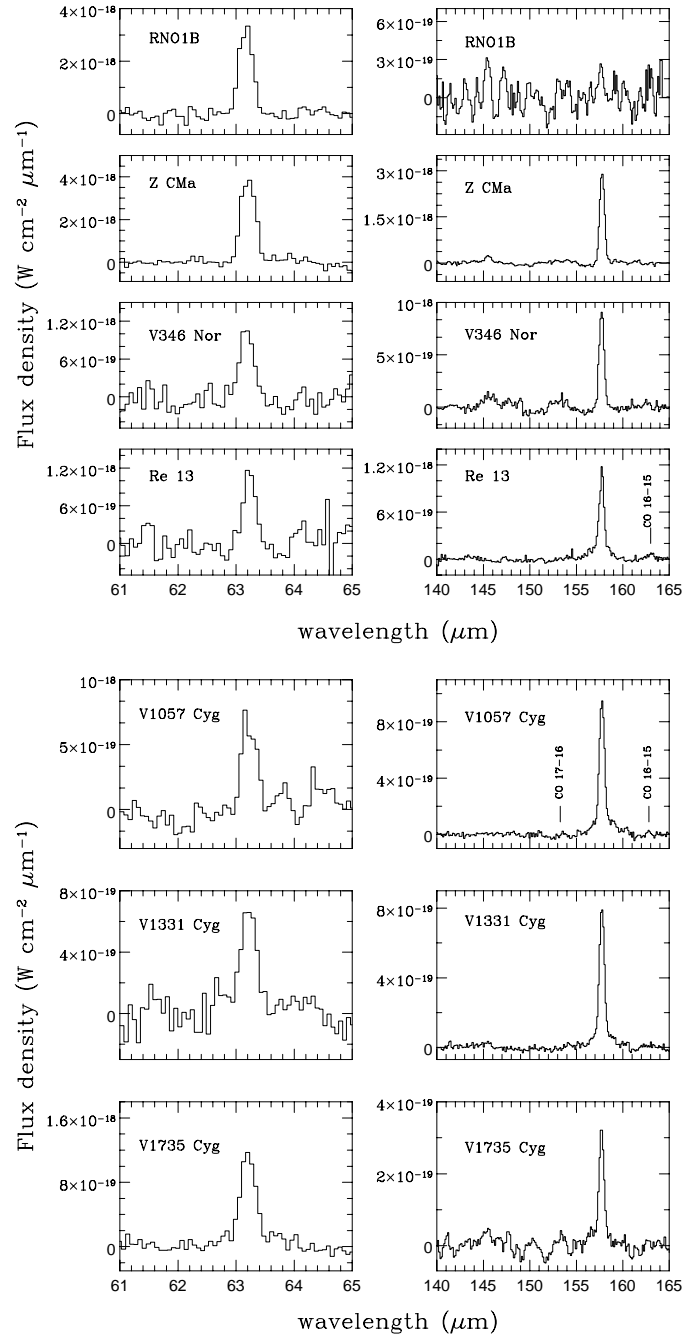 4×10⁻¹⁸
2×10⁻¹⁸
0
RNO1B
6×10⁻¹⁹
3×10⁻¹⁹
0
RNO1B
4×10⁻¹⁸
2×10⁻¹⁸
0
Z CMa
3×10⁻¹⁸
1.5×10⁻¹⁸
0
Z CMa
1.2×10⁻¹⁸
6×10⁻¹⁹
0
V346 Nor
10⁻¹⁸
5×10⁻¹⁹
0
V346 Nor
1.2×10⁻¹⁸
6×10⁻¹⁹
0
Re 13
1.2×10⁻¹⁸
6×10⁻¹⁹
0
Re 13
CO 16-15
Flux density (W cm⁻² μm⁻¹)
61 62 63 64 65
140 145 150 155 160 165
wavelength (μm)
10⁻¹⁸
5×10⁻¹⁹
0
V1057 Cyg
8×10⁻¹⁹
4×10⁻¹⁹
0
V1057 Cyg
CO 17-16
CO 16-15
8×10⁻¹⁹
4×10⁻¹⁹
0
V1331 Cyg
8×10⁻¹⁹
4×10⁻¹⁹
0
V1331 Cyg
1.6×10⁻¹⁸
8×10⁻¹⁹
0
V1735 Cyg
4×10⁻¹⁹
2×10⁻¹⁹
0
V1735 Cyg
Flux density (W cm⁻² μm⁻¹)
61 62 63 64 65
140 145 150 155 160 165
wavelength (μm)